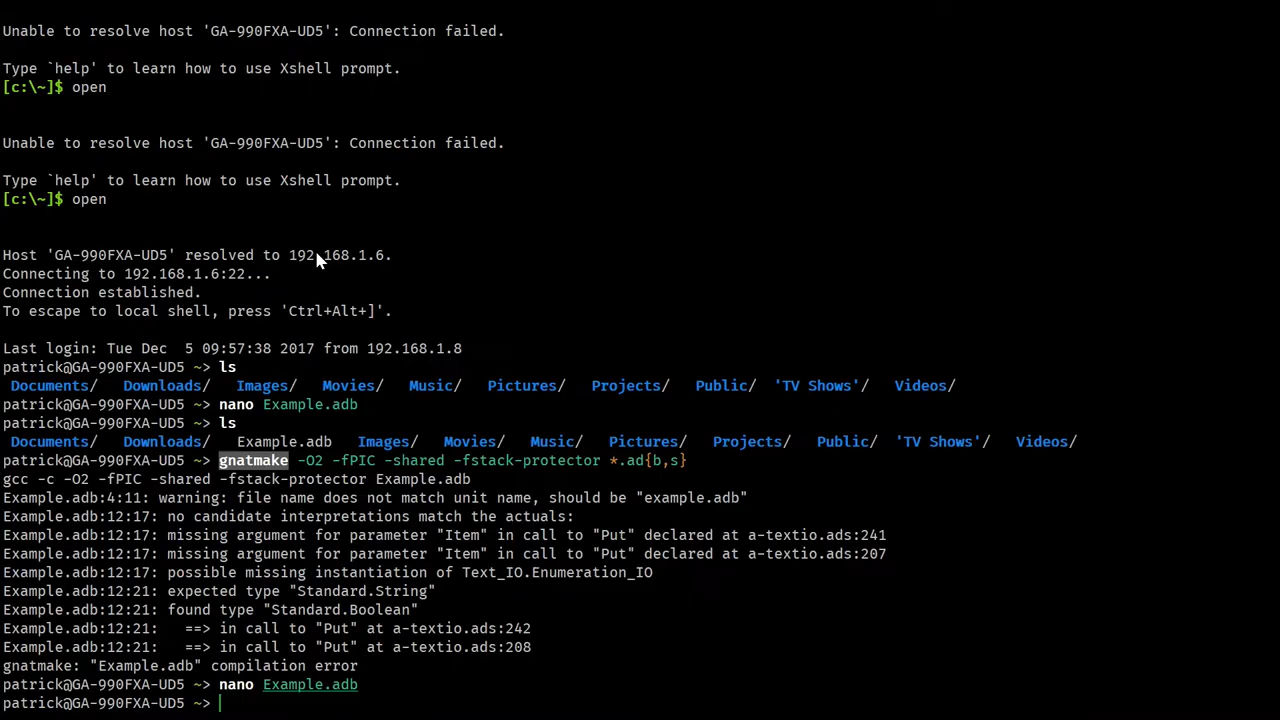 Unable to resolve host 'GA-990FXA-UD5': Connection failed.
Type `help' to learn how to use Xshell prompt.
[c:\~]$ open
Unable to resolve host 'GA-990FXA-UD5': Connection failed.
Type `help' to learn how to use Xshell prompt.
[c:\~]$ open
Host 'GA-990FXA-UD5' resolved to 192.168.1.6.
Connecting to 192.168.1.6:22...
Connection established.
To escape to local shell, press 'Ctrl+Alt+]'.
Last login: Tue Dec  5 09:57:38 2017 from 192.168.1.8
patrick@GA-990FXA-UD5 ~> ls
Documents/   Downloads/   Images/   Movies/   Music/   Pictures/   Projects/   Public/  'TV Shows'/   Videos/
patrick@GA-990FXA-UD5 ~> nano Example.adb
patrick@GA-990FXA-UD5 ~> ls
Documents/   Downloads/   Example.adb   Images/   Movies/   Music/   Pictures/   Projects/   Public/  'TV Shows'/   Videos/
patrick@GA-990FXA-UD5 ~> gnatmake -O2 -fPIC -shared -fstack-protector *.ad{b,s}
gcc -c -O2 -fPIC -shared -fstack-protector Example.adb
Example.adb:4:11: warning: file name does not match unit name, should be "example.adb"
Example.adb:12:17: no candidate interpretations match the actuals:
Example.adb:12:17: missing argument for parameter "Item" in call to "Put" declared at a-textio.ads:241
Example.adb:12:17: missing argument for parameter "Item" in call to "Put" declared at a-textio.ads:207
Example.adb:12:17: possible missing instantiation of Text_IO.Enumeration_IO
Example.adb:12:21: expected type "Standard.String"
Example.adb:12:21: found type "Standard.Boolean"
Example.adb:12:21:   ==> in call to "Put" at a-textio.ads:242
Example.adb:12:21:   ==> in call to "Put" at a-textio.ads:208
gnatmake: "Example.adb" compilation error
patrick@GA-990FXA-UD5 ~> nano Example.adb
patrick@GA-990FXA-UD5 ~>